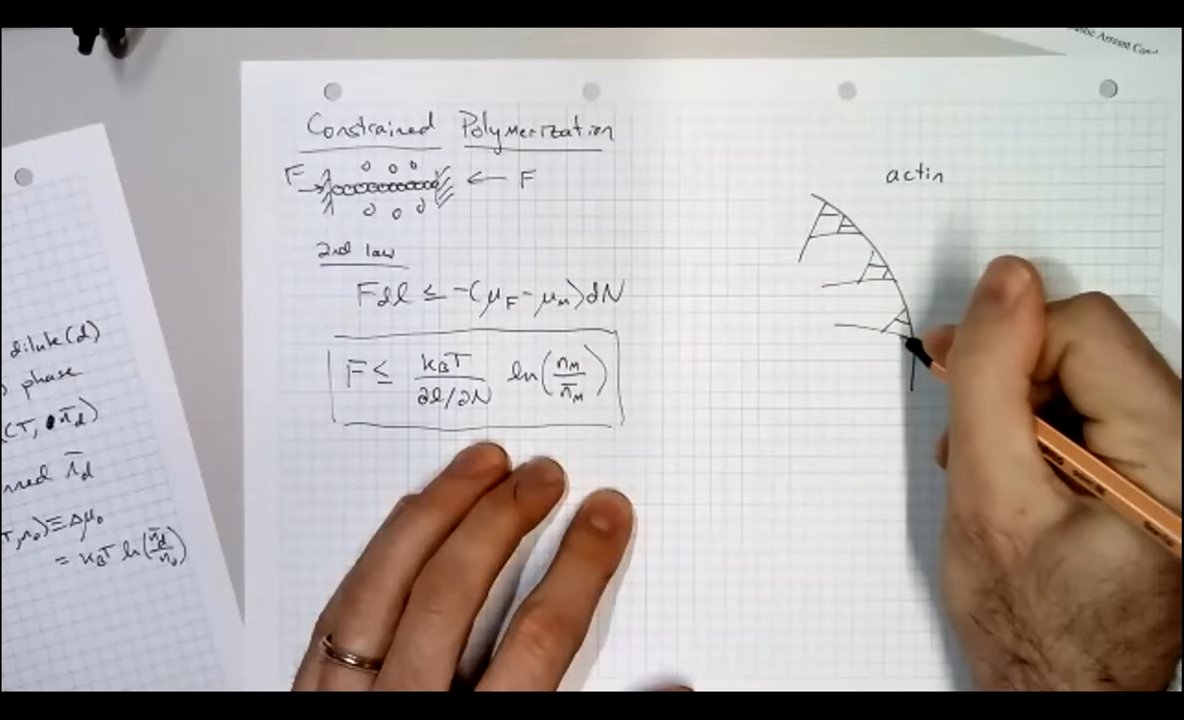 Constrained Polymerization
F → ← F
2nd law
Fdl ≤ -(μ_F - μ_M)dN
F ≤ k_BT / (∂l/∂N) ln(n_M / n̄_M)
actin
dilute(d)
phase
(T, n̄_d)
n̄_d
T, n_0) ≡ Δμ_0
= k_BT ln(n̄_d / n_0)